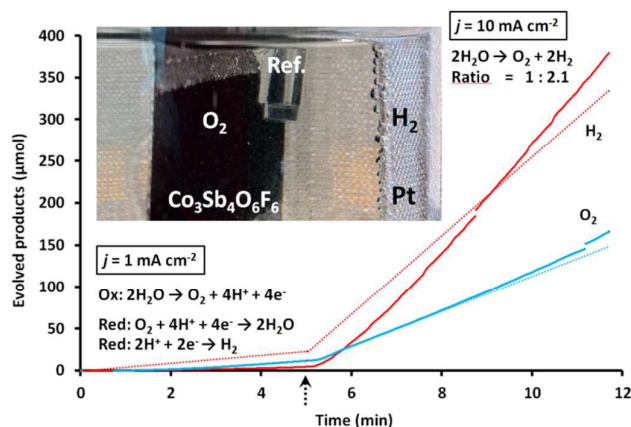 j = 10 mA cm⁻²
2H₂O → O₂ + 2H₂
Ratio = 1 : 2.1
Ref.
O₂
H₂
Co₃Sb₄O₆F₆
Pt
j = 1 mA cm⁻²
Ox: 2H₂O → O₂ + 4H⁺ + 4e⁻
Red: O₂ + 4H⁺ + 4e⁻ → 2H₂O
Red: 2H⁺ + 2e⁻ → H₂
H₂
O₂
Evolved products (µmol)
400
350
300
250
200
150
100
50
0
0 2 4 6 8 10 12
Time (min)